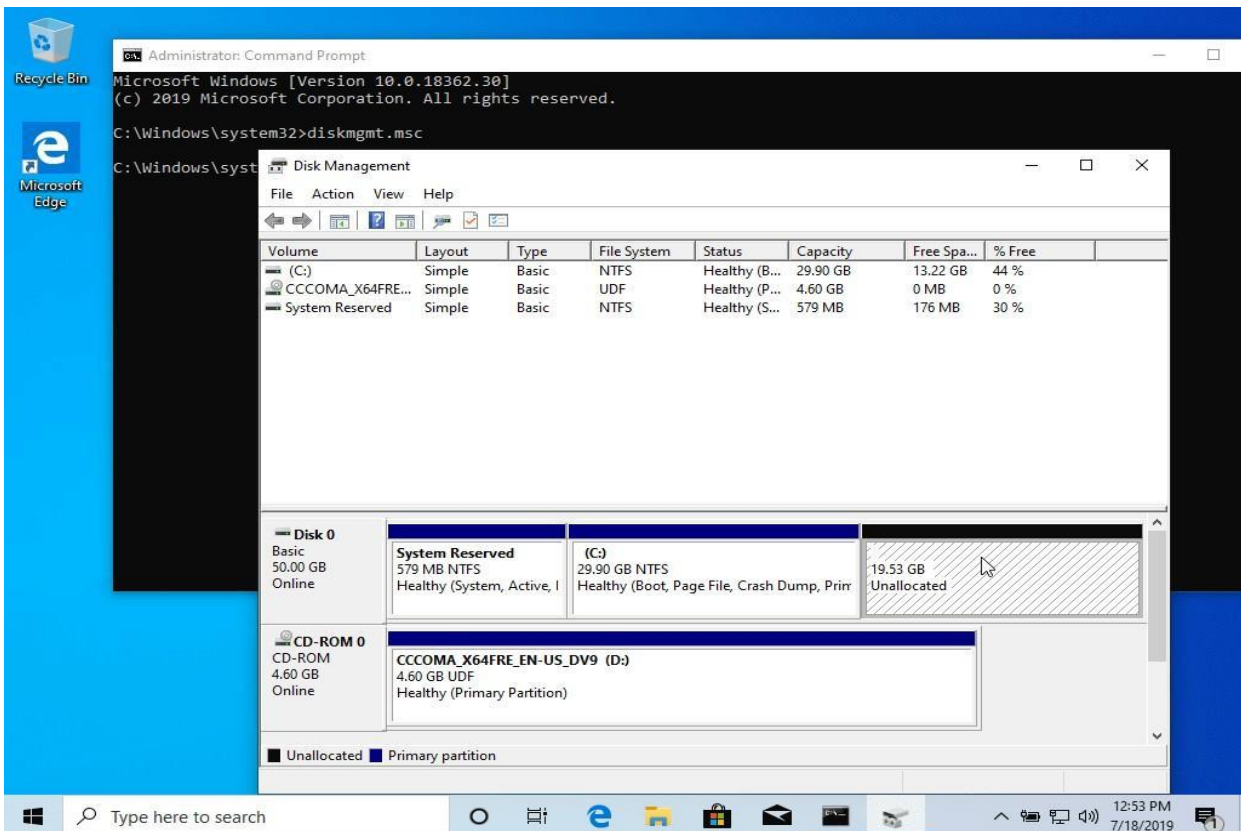 Recycle Bin
Microsoft Edge
Administrator: Command Prompt
Microsoft Windows [Version 10.0.18362.30]
(c) 2019 Microsoft Corporation. All rights reserved.
C:\Windows\system32>diskmgmt.msc
C:\Windows\syst
Disk Management
File Action View Help
Volume Layout Type File System Status Capacity Free Spa... % Free
(C:) Simple Basic NTFS Healthy (B... 29.90 GB 13.22 GB 44 %
CCCOMA_X64FRE... Simple Basic UDF Healthy (P... 4.60 GB 0 MB 0 %
System Reserved Simple Basic NTFS Healthy (S... 579 MB 176 MB 30 %
Disk 0
Basic
50.00 GB
Online
System Reserved
579 MB NTFS
Healthy (System, Active, I
(C:)
29.90 GB NTFS
Healthy (Boot, Page File, Crash Dump, Prim
19.53 GB
Unallocated
CD-ROM 0
CD-ROM
4.60 GB
Online
CCCOMA_X64FRE_EN-US_DV9 (D:)
4.60 GB UDF
Healthy (Primary Partition)
Unallocated Primary partition
Type here to search
12:53 PM
7/18/2019
1